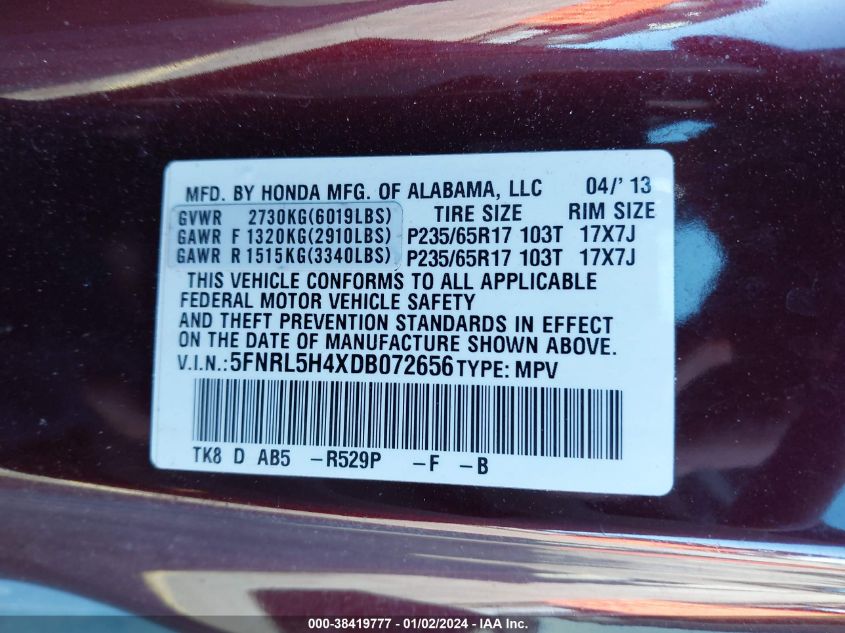 MFD. BY HONDA MFG. OF ALABAMA, LLC 04/' 13
GVWR 2730KG(6019LBS) TIRE SIZE RIM SIZE
GAWR F 1320KG(2910LBS) P235/65R17 103T 17X7J
GAWR R 1515KG(3340LBS) P235/65R17 103T 17X7J
THIS VEHICLE CONFORMS TO ALL APPLICABLE
FEDERAL MOTOR VEHICLE SAFETY
AND THEFT PREVENTION STANDARDS IN EFFECT
ON THE DATE OF MANUFACTURE SHOWN ABOVE.
V.I.N.: 5FNRL5H4XDB072656 TYPE: MPV
TK8 D AB5 -R529P -F -B
000-38419777 - 01/02/2024 - IAA Inc.